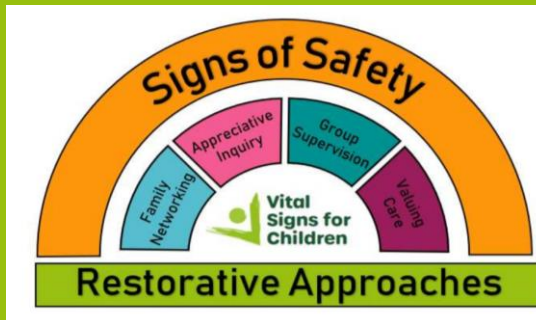 Signs of Safety
Appreciative
Inquiry
Group
Supervision
Family
Networking
Valuing
Care
Vital
Signs for
Children
Restorative Approaches